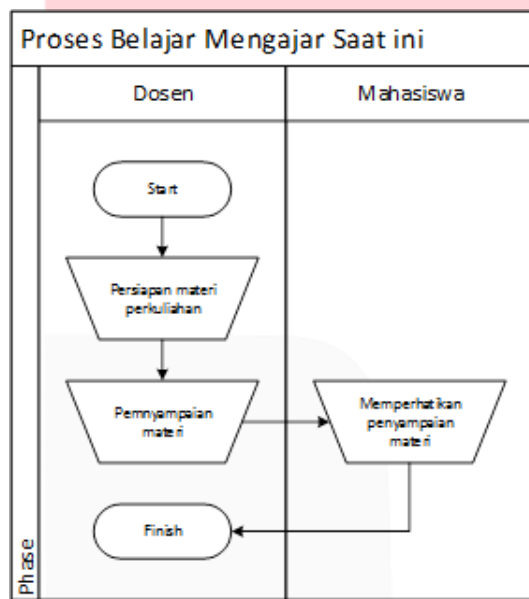 Proses Belajar Mengajar Saat ini
Dosen
Mahasiswa
Start
Persiapan materi
perkuliahan
Pemnyampaian
materi
Memperhatikan
penyampaian
materi
Finish
Phase